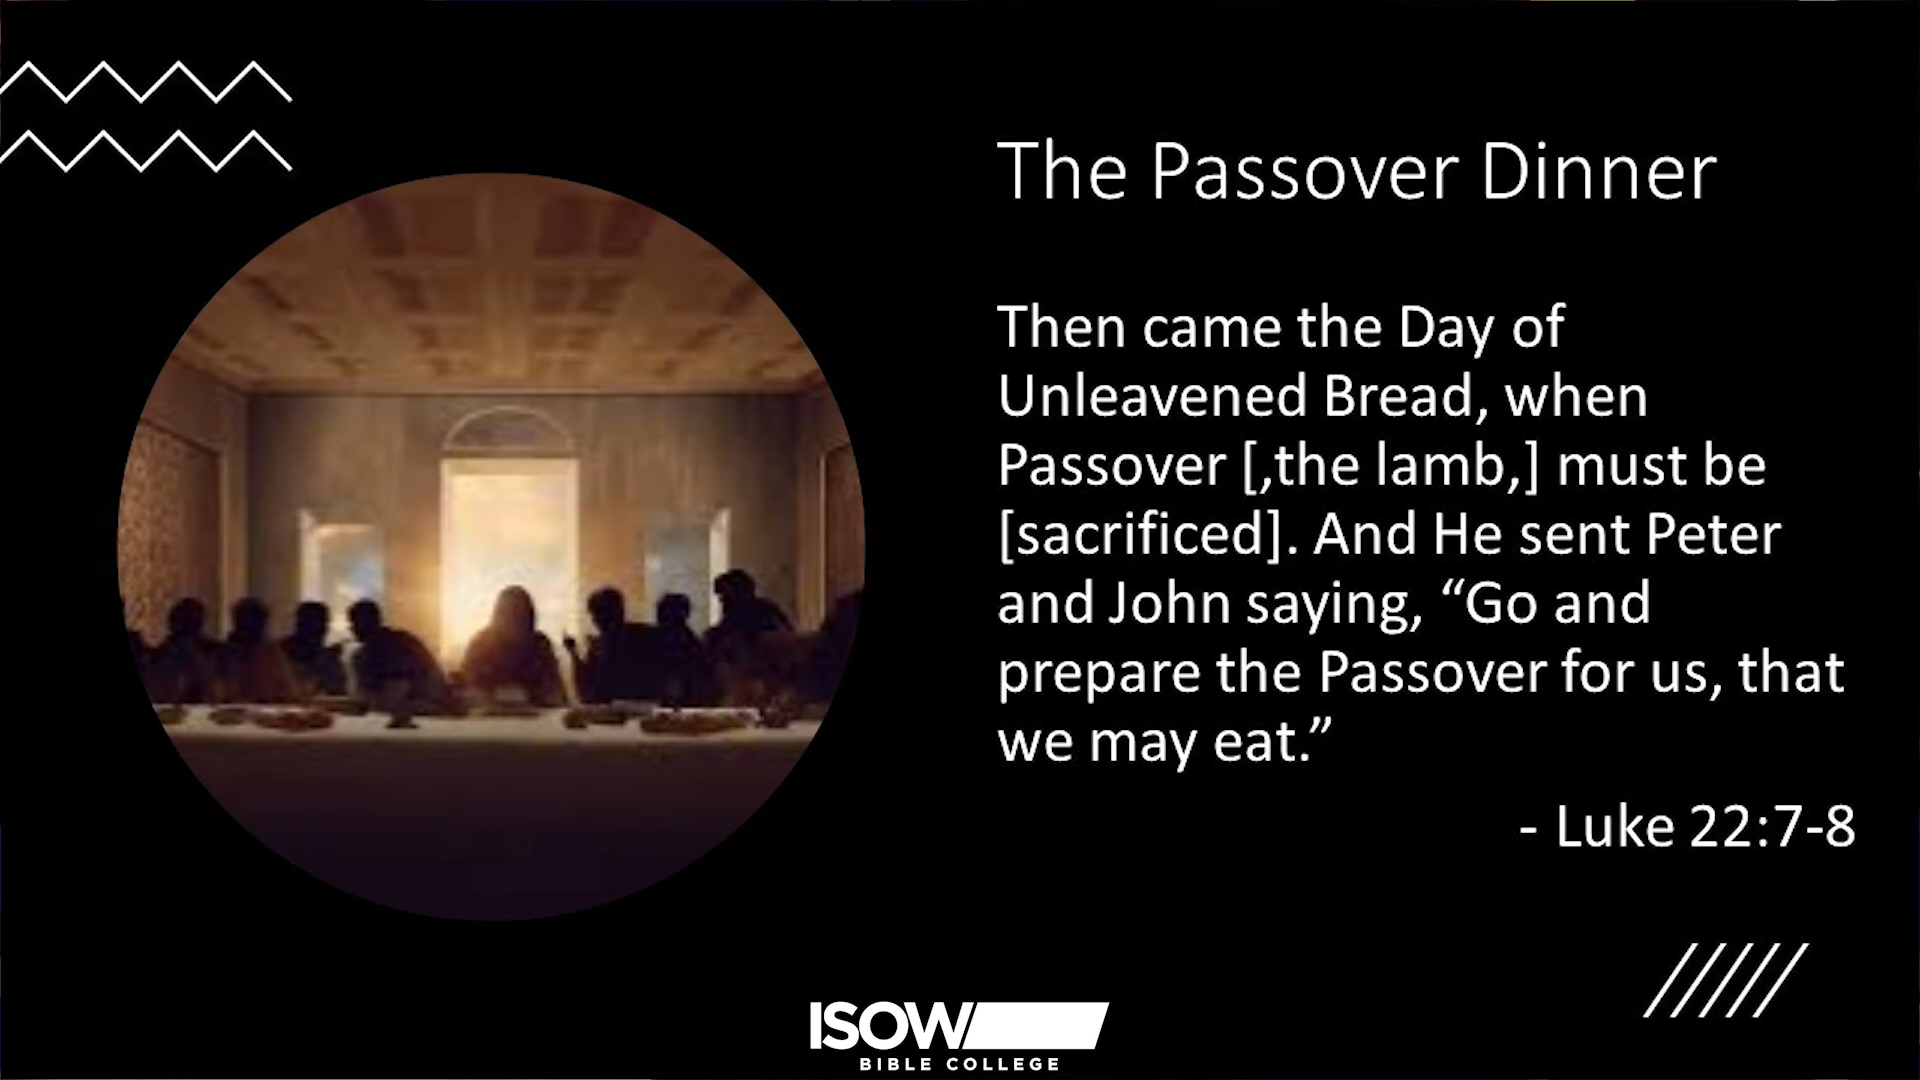 The Passover Dinner
Then came the Day of
Unleavened Bread, when
Passover [,the lamb,] must be
[sacrificed]. And He sent Peter
and John saying, “Go and
prepare the Passover for us, that
we may eat.”
- Luke 22:7-8
ISOW
BIBLE COLLEGE